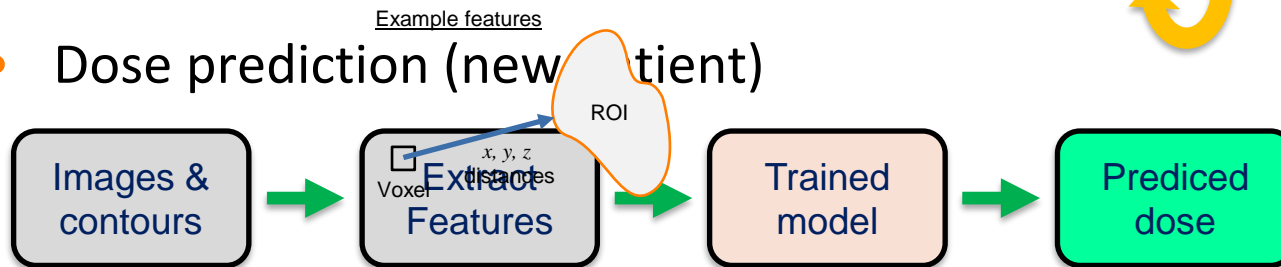 Example features
• Dose prediction (new tient)
ROI
Images &
contours
x, y, z
distances
Voxel
Extract
Features
Trained
model
Prediced
dose